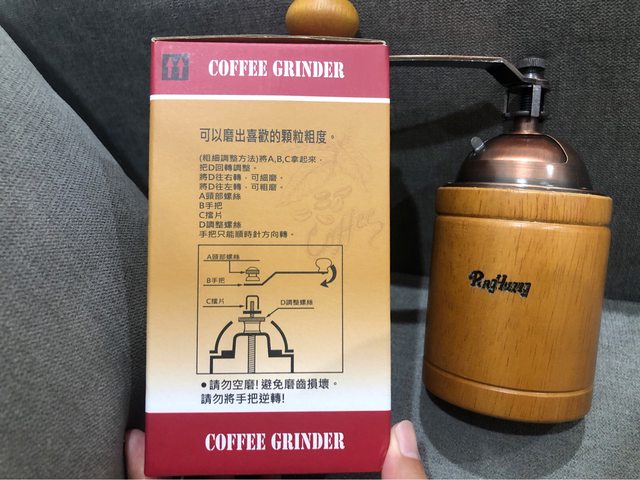 COFFEE GRINDER
可以磨出喜歡的顆粒粗度。
(粗細調整方法)將A,B,C拿起來，
把D回轉調整。
將D往右轉，可細磨。
將D往左轉，可粗磨。
A頭部螺絲
B手把
C擋片
D調整螺絲
手把只能順時針方向轉。
Coffee
A頭部螺絲
B手把
C擋片
D調整螺絲
●請勿空磨!避免磨齒損壞。
請勿將手把逆轉!
COFFEE GRINDER
PingHung